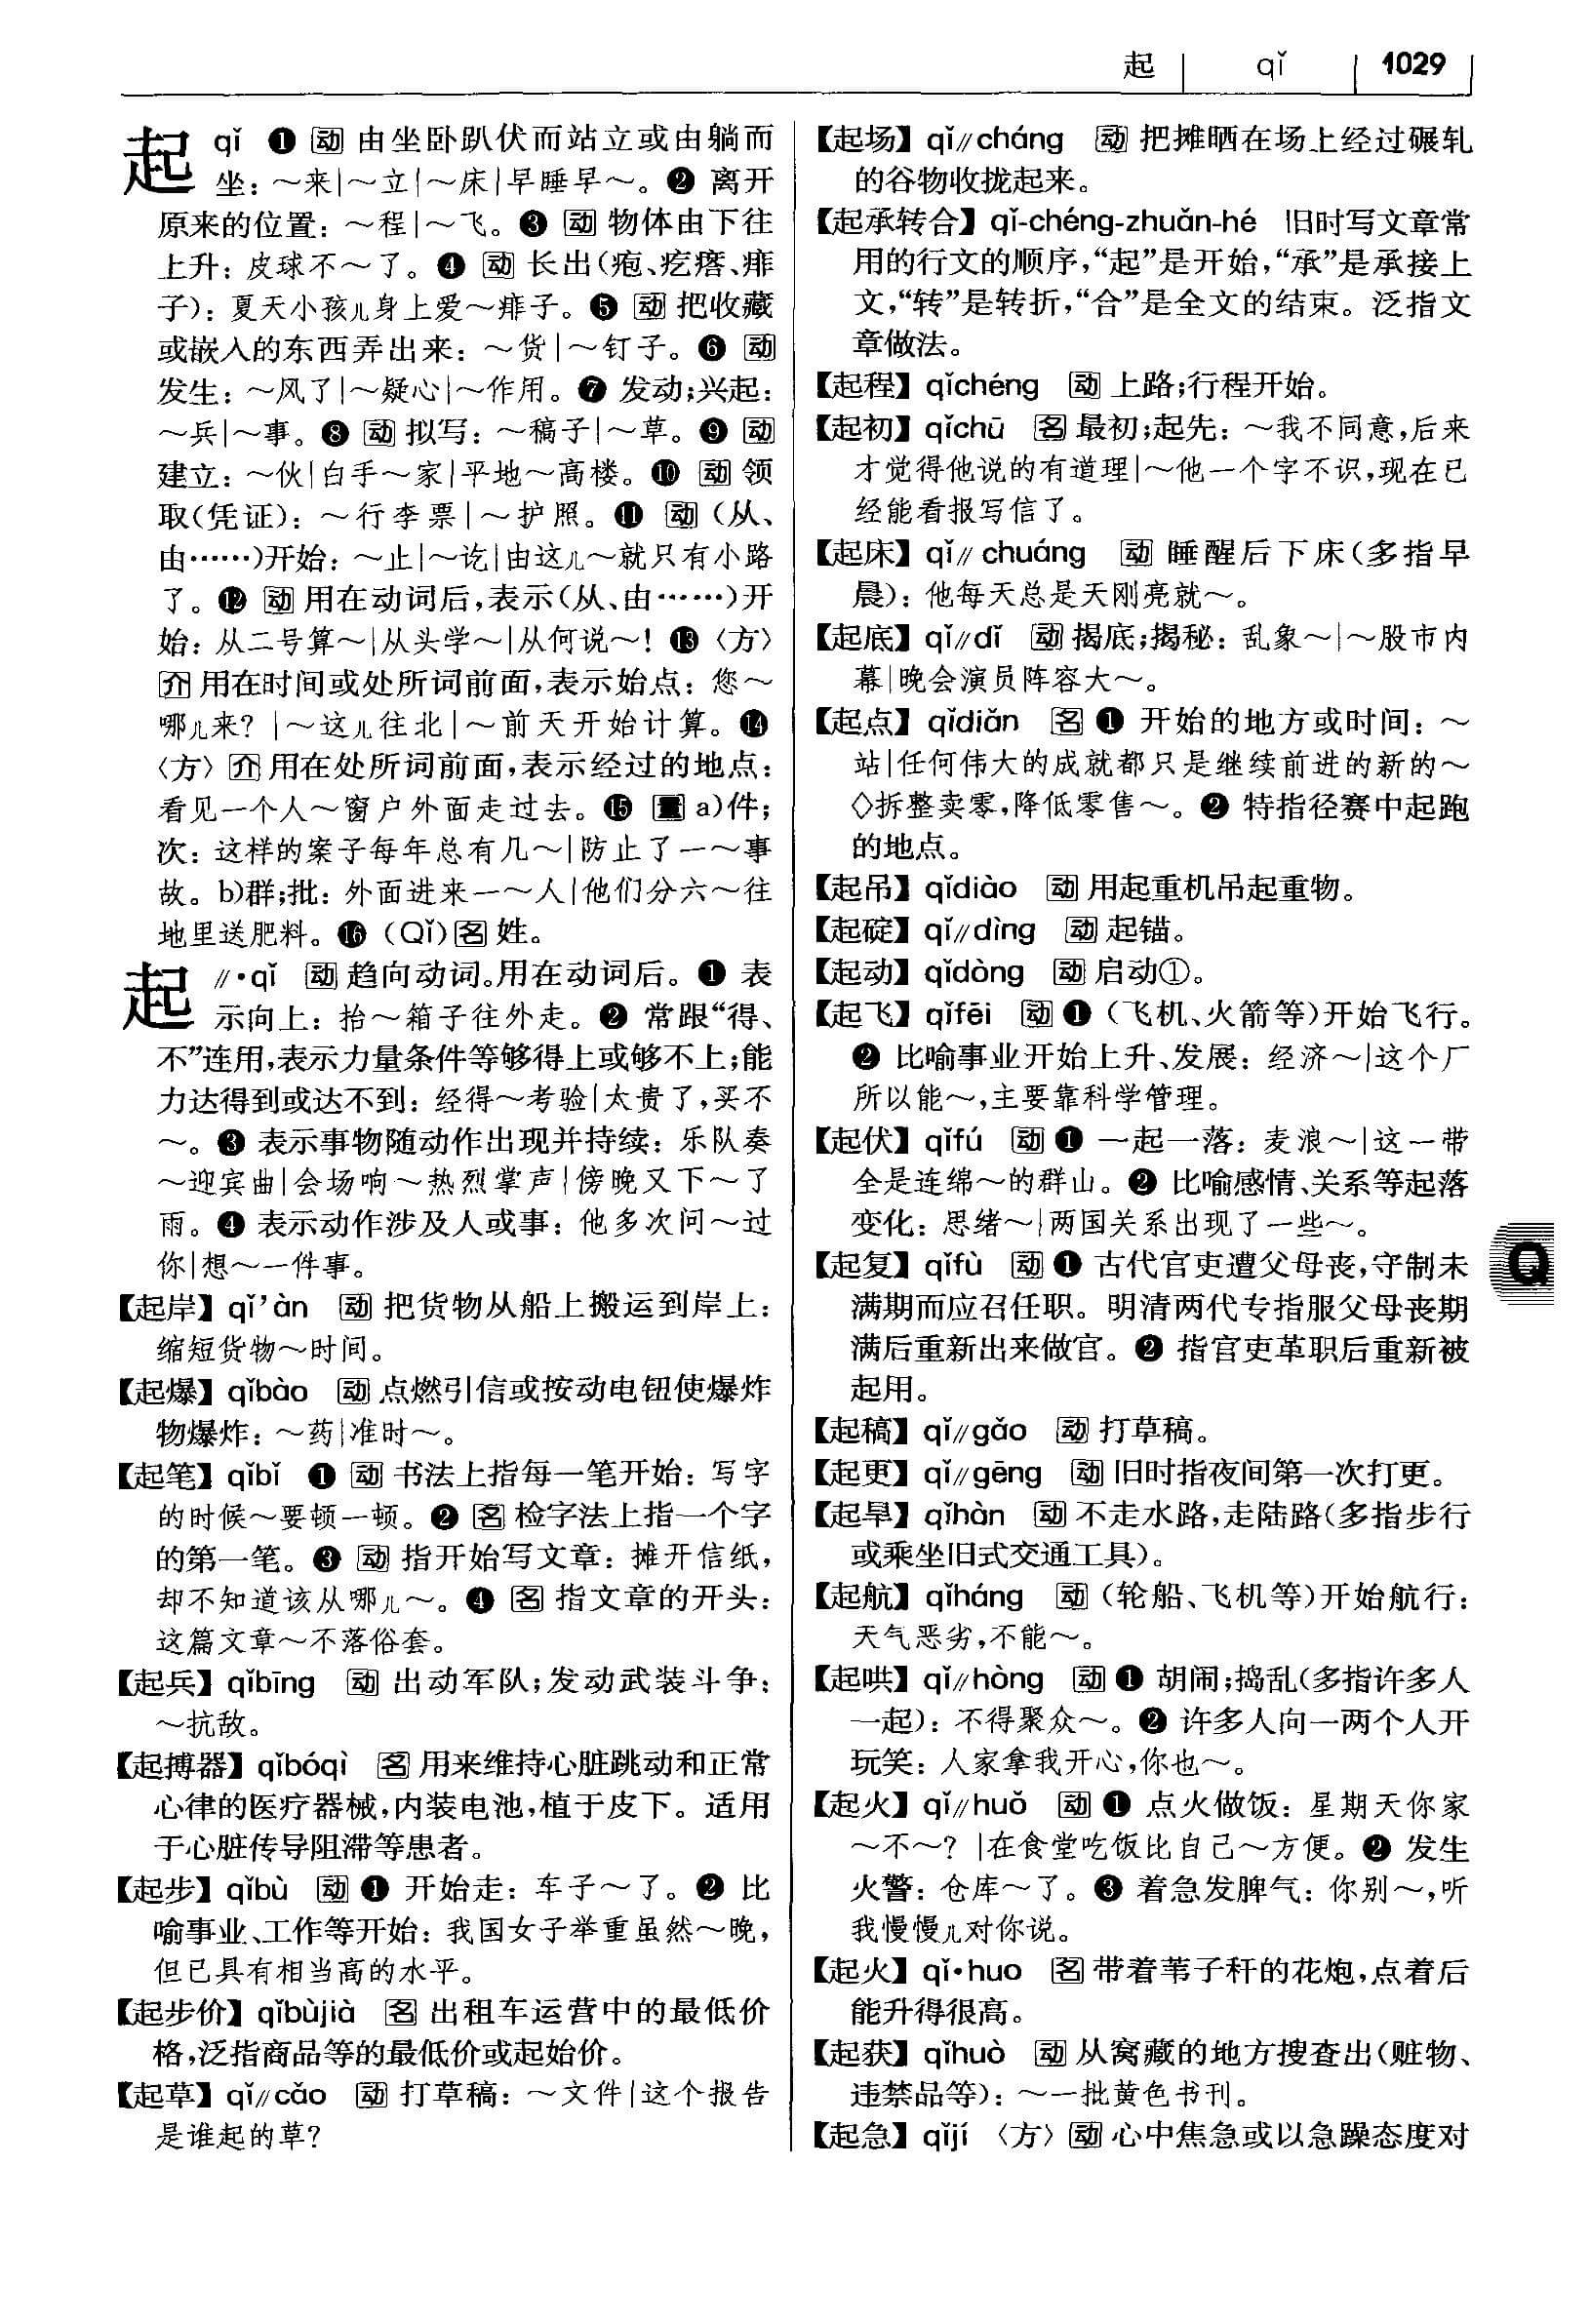 起 qǐ 1029
起 qǐ ❶ 动 由坐卧趴伏而站立或由躺而
坐：～来|～立|～床|早睡早～。❷ 离开
原来的位置：～程|～飞。❸ 动 物体由下往
上升：皮球不～了。❹ 动 长出(疱、疙瘩、痱
子)：夏天小孩儿身上爱～痱子。❺ 动 把收藏
或嵌入的东西弄出来：～货|～钉子。❻ 动
发生：～风了|～疑心|～作用。❼ 发动；兴起：
～兵|～事。❽ 动 拟写：～稿子|～草。❾ 动
建立：～伙|白手～家|平地～高楼。❿ 动 领
取(凭证)：～行李票|～护照。⓫ 动 (从、
由……)开始：～止|～讫|由这儿～就只有小路
了。⓬ 动 用在动词后，表示(从、由……)开
始：从二号算～|从头学～|从何说～！⓭〈方〉
介 用在时间或处所词前面，表示始点：您～
哪儿来？|～这儿往北|～前天开始计算。⓮
〈方〉介 用在处所词前面，表示经过的地点：
看见一个人～窗户外面走过去。⓯ 量 a)件；
次：这样的案子每年总有几～|防止了一～事
故。b)群；批：外面进来一～人|他们分六～往
地里送肥料。⓰ (Qǐ) 名 姓。
起 //·qǐ 动 趋向动词。用在动词后。❶ 表
示向上：抬～箱子往外走。❷ 常跟“得、
不”连用，表示力量条件等够得上或够不上；能
力达得到或达不到：经得～考验|太贵了，买不
～。❸ 表示事物随动作出现并持续：乐队奏
～迎宾曲|会场响～热烈掌声|傍晚又下～了
雨。❹ 表示动作涉及人或事：他多次问～过
你|想～一件事。
【起岸】qǐ’àn 动 把货物从船上搬运到岸上：
缩短货物～时间。
【起爆】qǐbào 动 点燃引信或按动电钮使爆炸
物爆炸：～药|准时～。
【起笔】qǐbǐ ❶ 动 书法上指每一笔开始：写字
的时候～要顿一顿。❷ 名 检字法上指一个字
的第一笔。❸ 动 指开始写文章：摊开信纸，
却不知道该从哪儿～。❹ 名 指文章的开头：
这篇文章～不落俗套。
【起兵】qǐbīng 动 出动军队；发动武装斗争：
～抗敌。
【起搏器】qǐbóqì 名 用来维持心脏跳动和正常
心律的医疗器械，内装电池，植于皮下。适用
于心脏传导阻滞等患者。
【起步】qǐbù 动 ❶ 开始走：车子～了。❷ 比
喻事业、工作等开始：我国女子举重虽然～晚，
但已具有相当高的水平。
【起步价】qǐbùjià 名 出租车运营中的最低价
格，泛指商品等的最低价或起始价。
【起草】qǐ//cǎo 动 打草稿：～文件|这个报告
是谁起的草？
【起场】qǐ//cháng 动 把摊晒在场上经过碾轧
的谷物收拢起来。
【起承转合】qǐ-chéng-zhuǎn-hé 旧时写文章常
用的行文的顺序，“起”是开始，“承”是承接上
文，“转”是转折，“合”是全文的结束。泛指文
章做法。
【起程】qǐchéng 动 上路；行程开始。
【起初】qǐchū 名 最初；起先：～我不同意，后来
才觉得他说的有道理|～他一个字不识，现在已
经能看报写信了。
【起床】qǐ//chuáng 动 睡醒后下床(多指早
晨)：他每天总是天刚亮就～。
【起底】qǐ//dǐ 动 揭底；揭秘：乱象～|～股市内
幕|晚会演员阵容大～。
【起点】qǐdiǎn 名 ❶ 开始的地方或时间：～
站|任何伟大的成就都只是继续前进的新的～
◇拆整卖零，降低零售～。❷ 特指径赛中起跑
的地点。
【起吊】qǐdiào 动 用起重机吊起重物。
【起碇】qǐ//dìng 动 起锚。
【起动】qǐdòng 动 启动①。
【起飞】qǐfēi 动 ❶ (飞机、火箭等)开始飞行。
❷ 比喻事业开始上升、发展：经济～|这个厂
所以能～，主要靠科学管理。
【起伏】qǐfú 动 ❶ 一起一落：麦浪～|这一带
全是连绵～的群山。❷ 比喻感情、关系等起落
变化：思绪～|两国关系出现了一些～。
【起复】qǐfù 动 ❶ 古代官吏遭父母丧，守制未
满期而应召任职。明清两代专指服父母丧期
满后重新出来做官。❷ 指官吏革职后重新被
起用。
【起稿】qǐ//gǎo 动 打草稿。
【起更】qǐ//gēng 动 旧时指夜间第一次打更。
【起旱】qǐhàn 动 不走水路，走陆路(多指步行
或乘坐旧式交通工具)。
【起航】qǐháng 动 (轮船、飞机等)开始航行：
天气恶劣，不能～。
【起哄】qǐ//hòng 动 ❶ 胡闹；捣乱(多指许多人
一起)：不得聚众～。❷ 许多人向一两个人开
玩笑：人家拿我开心，你也～。
【起火】qǐ//huǒ 动 ❶ 点火做饭：星期天你家
～不～？|在食堂吃饭比自己～方便。❷ 发生
火警：仓库～了。❸ 着急发脾气：你别～，听
我慢慢儿对你说。
【起火】qǐ·huo 名 带着苇子秆的花炮，点着后
能升得很高。
【起获】qǐhuò 动 从窝藏的地方搜查出(赃物、
违禁品等)：～一批黄色书刊。
【起急】qǐjí〈方〉动 心中焦急或以急躁态度对
Q